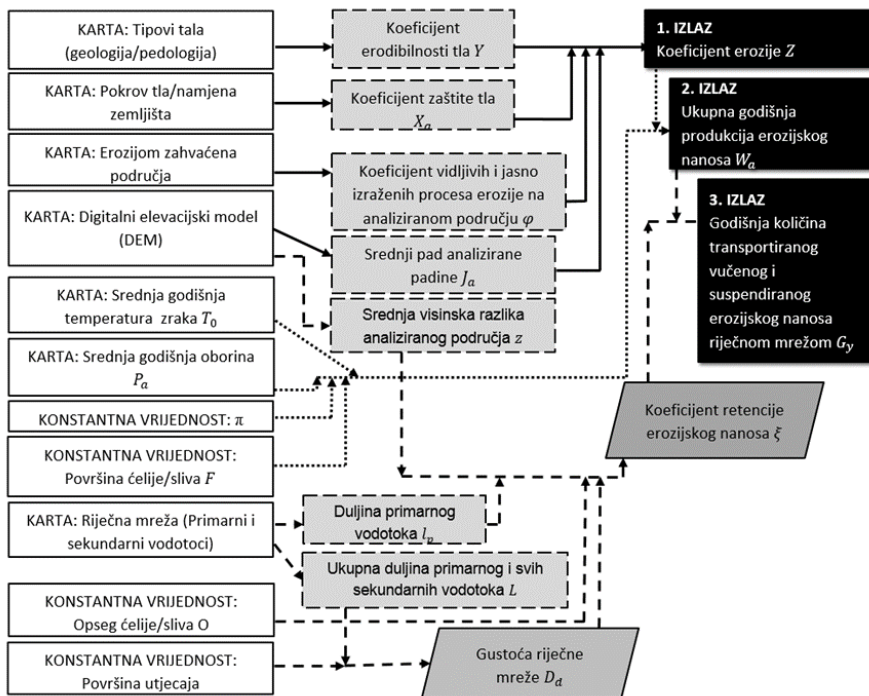 KARTA: Tipovi tala
(geologija/pedologija)
KARTA: Pokrov tla/namjena
zemljišta
KARTA: Erozijom zahvaćena
područja
KARTA: Digitalni elevacijski model
(DEM)
KARTA: Srednja godišnja
temperatura zraka T₀
KARTA: Srednja godišnja oborina
Pₐ
KONSTANTNA VRIJEDNOST: π
KONSTANTNA VRIJEDNOST:
Površina ćelije/sliva F
KARTA: Riječna mreža (Primarni i
sekundarni vodotoci)
KONSTANTNA VRIJEDNOST:
Opseg ćelije/sliva O
KONSTANTNA VRIJEDNOST:
Površina utjecaja
Koeficijent
erodibilnosti tla Y
Koeficijent zaštite tla
Xₐ
Koeficijent vidljivih i jasno
izraženih procesa erozije na
analiziranom području φ
Srednji pad analizirane
padine Jₐ
Srednja visinska razlika
analiziranog područja z
Duljina primarnog
vodotoka lₚ
Ukupna duljina primarnog i svih
sekundarnih vodotoka L
Gustoća riječne
mreže D_d
Koeficijent retencije
erozijskog nanosa ξ
1. IZLAZ
Koeficijent erozije Z
2. IZLAZ
Ukupna godišnja
produkcija erozijskog
nanosa Wₐ
3. IZLAZ
Godišnja količina
transportiranog
vučenog i
suspendiranog
erozijskog nanosa
riječnom mrežom G_y